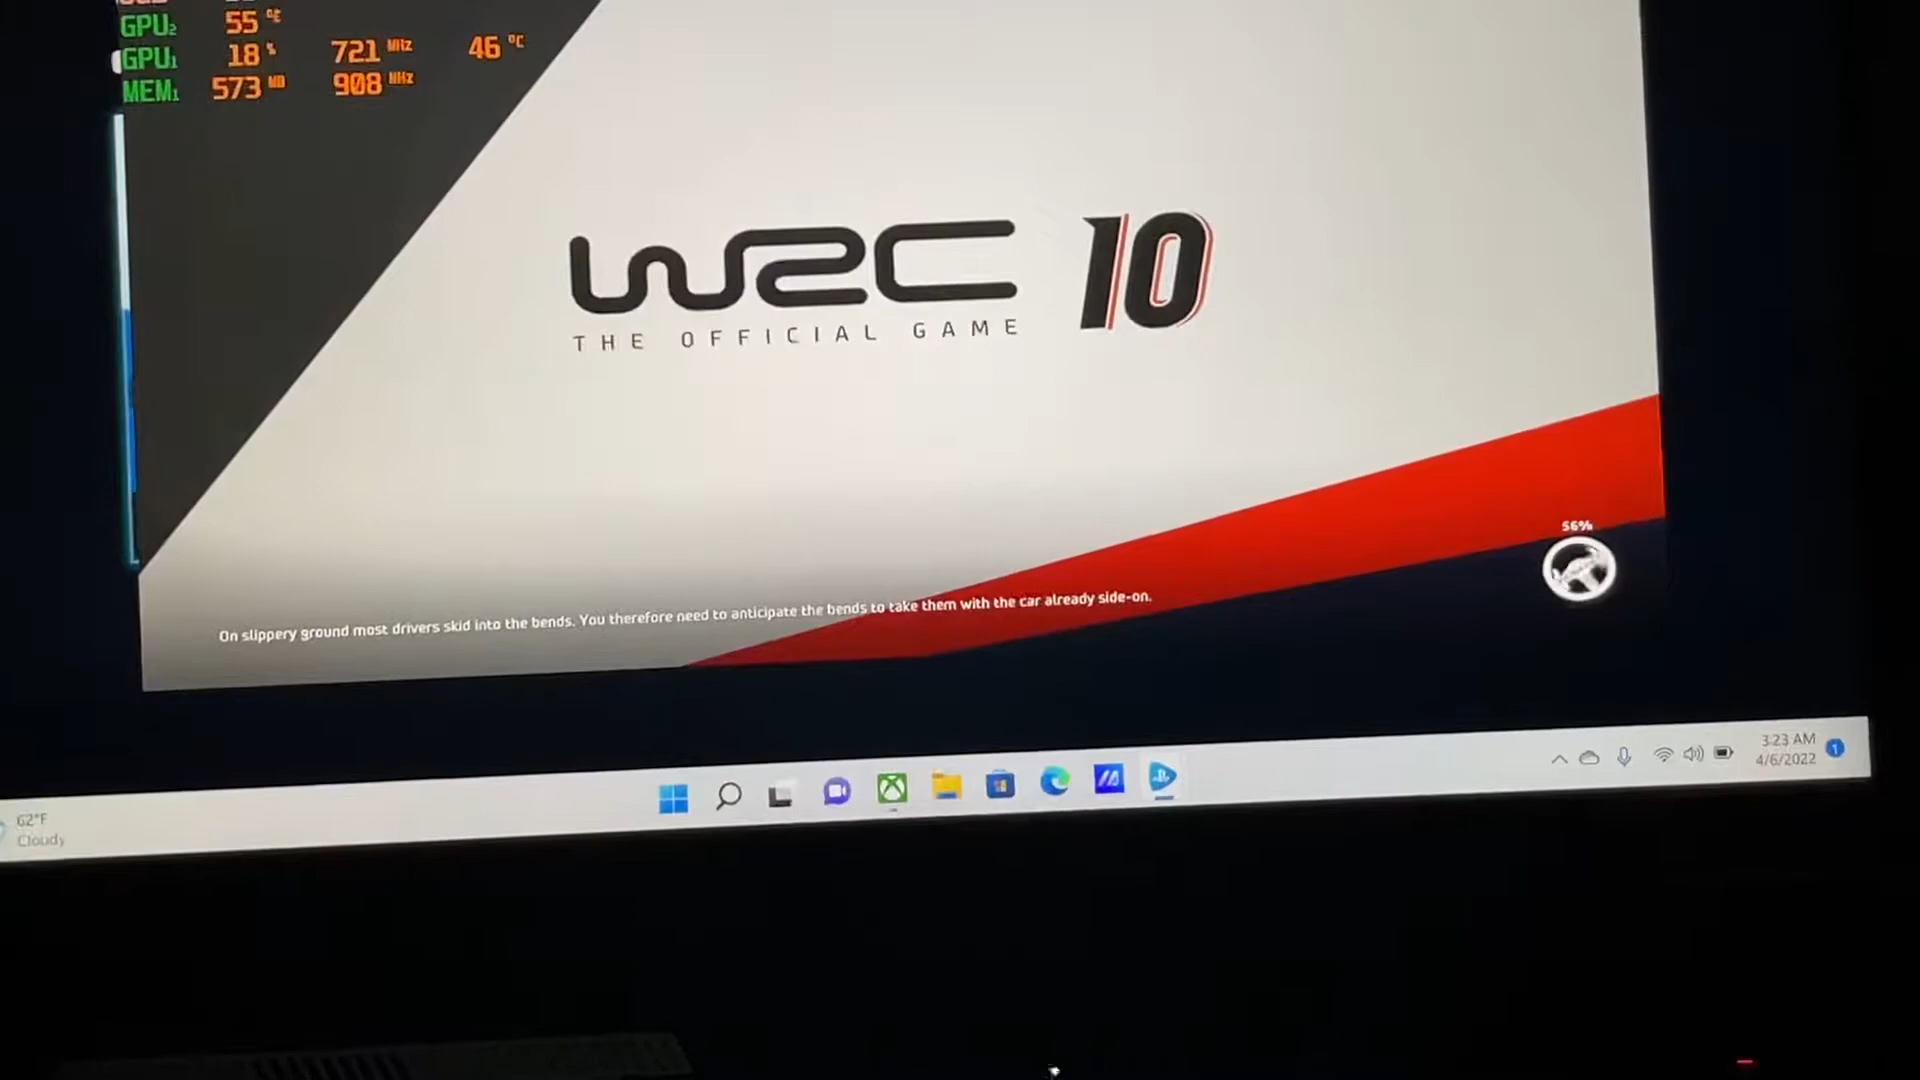 GPU₂ 55 °C
GPU₁ 18 % 721 MHz 46 °C
MEM₁ 573 MB 908 MHz
WRC 10
THE OFFICIAL GAME
56%
On slippery ground most drivers skid into the bends. You therefore need to anticipate the bends to take them with the car already side-on.
3:23 AM
4/6/2022
1
62°F
Cloudy